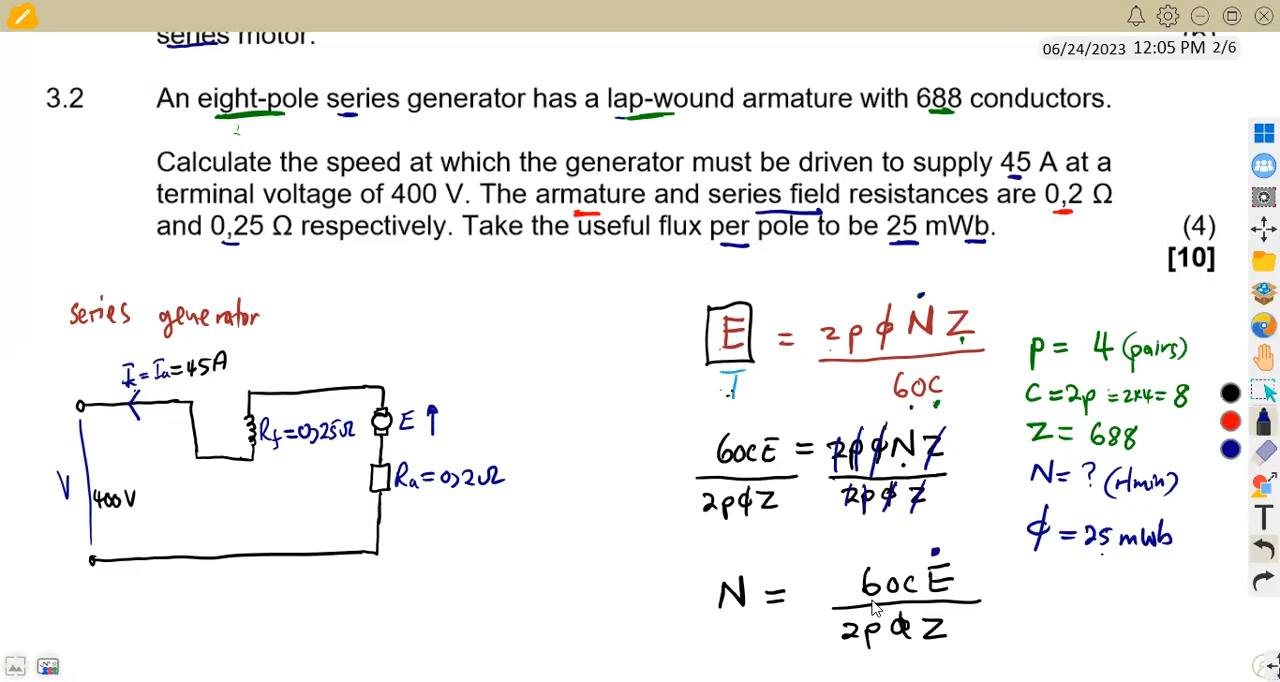 series motor.
06/24/2023 12:05 PM 2/6
3.2 An eight-pole series generator has a lap-wound armature with 688 conductors.
Calculate the speed at which the generator must be driven to supply 45 A at a
terminal voltage of 400 V. The armature and series field resistances are 0,2 Ω
and 0,25 Ω respectively. Take the useful flux per pole to be 25 mWb. (4)
[10]
series generator
= Ia = 45A
Rf = 0,25Ω
E
Ra = 0,2Ω
V
400V
E = 2pϕNZ / 60c
60cE / 2pϕZ = 2pϕNZ / 2pϕZ
N = 60cE / 2pϕZ
p = 4 (pairs)
C = 2p = 2x4 = 8
Z = 688
N = ? (r/min)
ϕ = 25 mWb
T